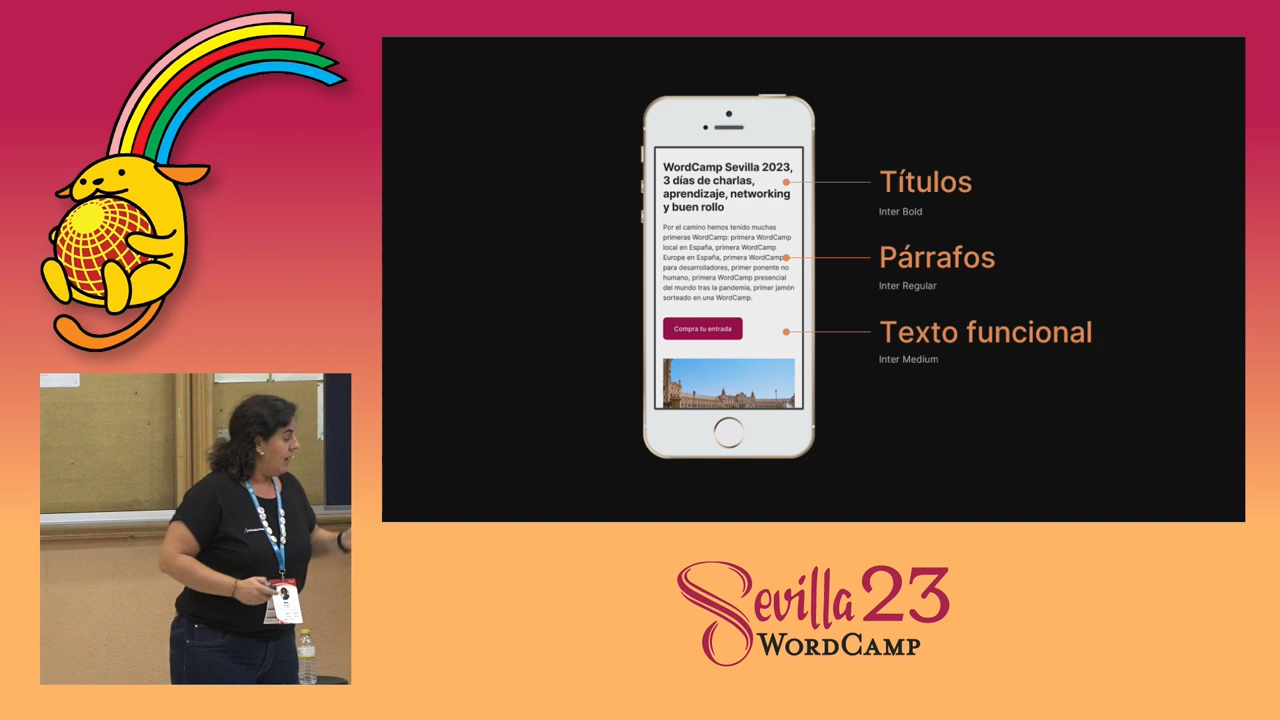 WordCamp Sevilla 2023,
3 días de charlas,
aprendizaje, networking
y buen rollo
Por el camino hemos tenido muchas
primeras WordCamp: primera WordCamp
local en España, primera WordCamp
Europe en España, primera WordCamp
para desarrolladores, primer ponente no
humano, primera WordCamp presencial
del mundo tras la pandemia, primer jamón
sorteado en una WordCamp.
Compra tu entrada
Títulos
Inter Bold
Párrafos
Inter Regular
Texto funcional
Inter Medium
Sevilla 23
WORDCAMP